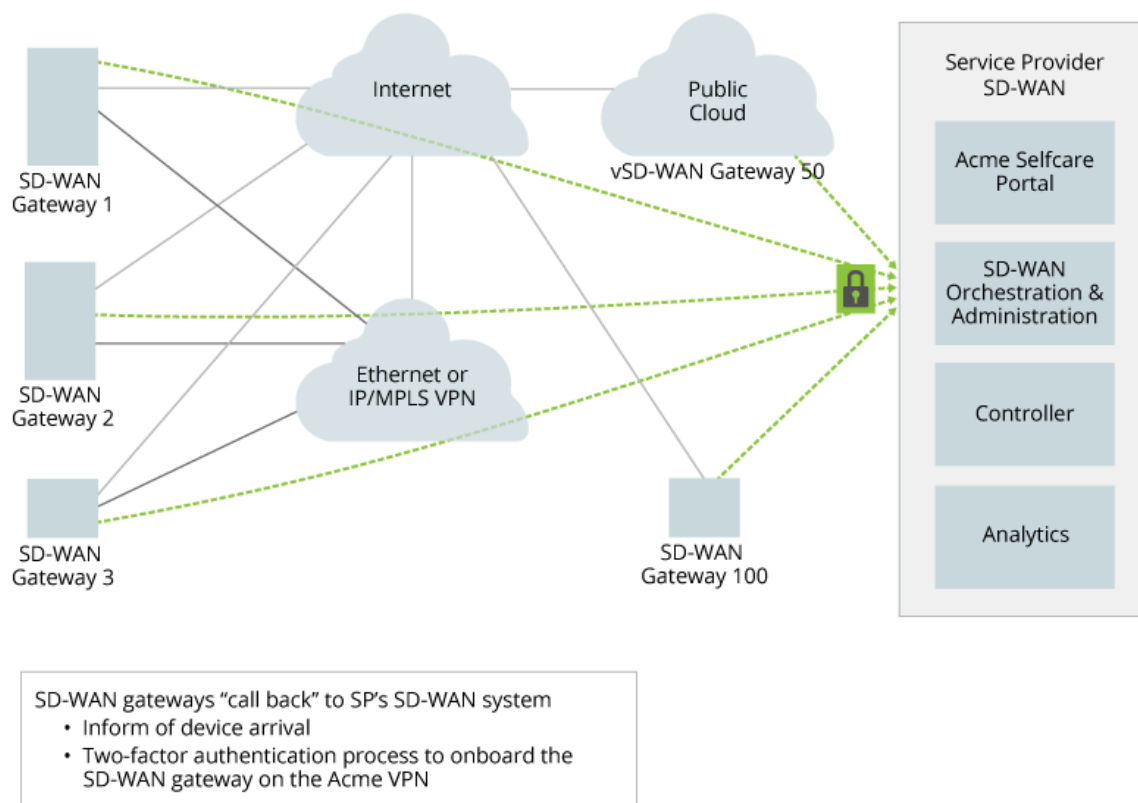 SD-WAN
Gateway 1
Internet
Public
Cloud
vSD-WAN Gateway 50
SD-WAN
Gateway 2
Ethernet or
IP/MPLS VPN
SD-WAN
Gateway 3
SD-WAN
Gateway 100
Service Provider
SD-WAN
Acme Selfcare
Portal
SD-WAN
Orchestration &
Administration
Controller
Analytics
SD-WAN gateways “call back” to SP’s SD-WAN system
• Inform of device arrival
• Two-factor authentication process to onboard the
SD-WAN gateway on the Acme VPN